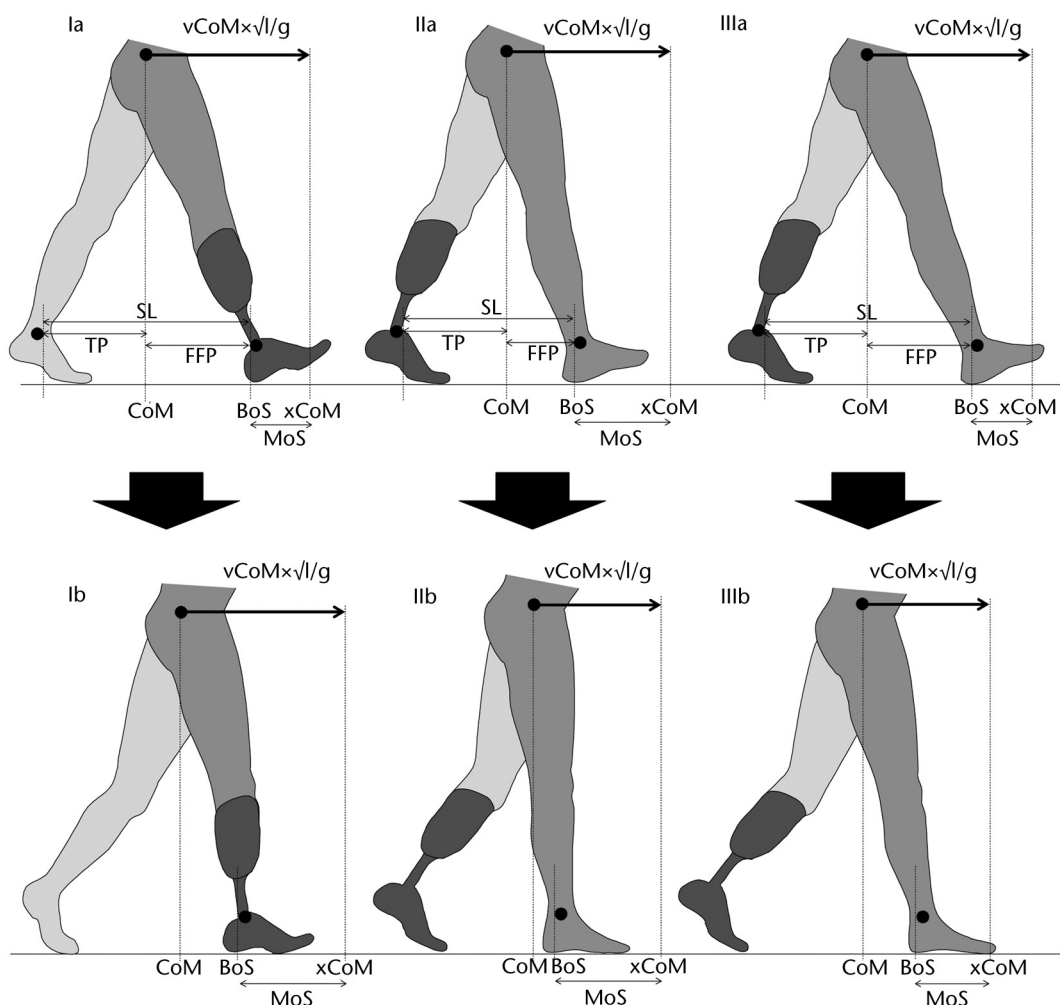 Ia
vCoM×√l/g
IIa
vCoM×√l/g
IIIa
vCoM×√l/g
SL
TP
FFP
SL
TP
FFP
SL
TP
FFP
CoM
BoS
xCoM
MoS
CoM
BoS
xCoM
MoS
CoM
BoS
xCoM
MoS
Ib
vCoM×√l/g
IIb
vCoM×√l/g
IIIb
vCoM×√l/g
CoM
BoS
xCoM
MoS
CoM
BoS
xCoM
MoS
CoM
BoS
xCoM
MoS